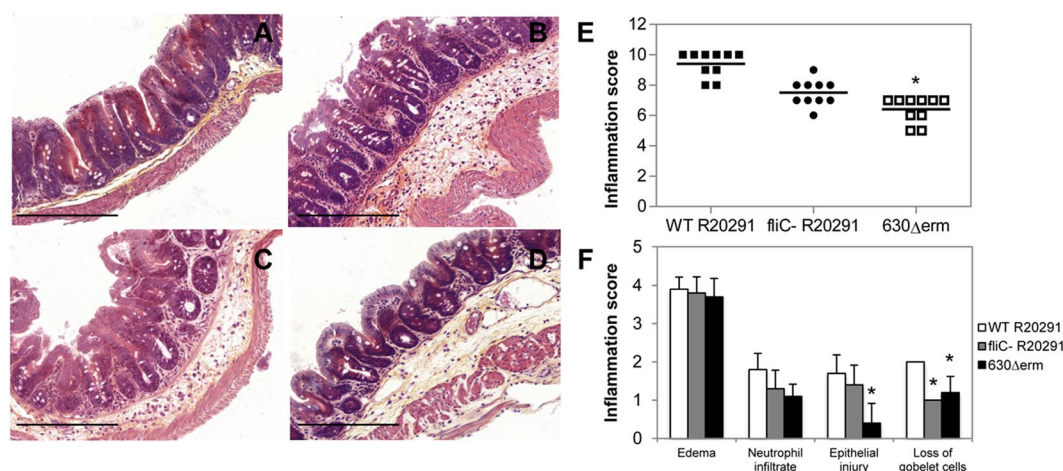 A
B
C
D
E
Inflammation score
12
10
8
6
4
2
0
*
WT R20291
fliC- R20291
630Δerm
F
Inflammation score
5
4
3
2
1
0
*
*
*
Edema
Neutrophil
infiltrate
Epithelial
injury
Loss of
gobelet cells
WT R20291
fliC- R20291
630Δerm